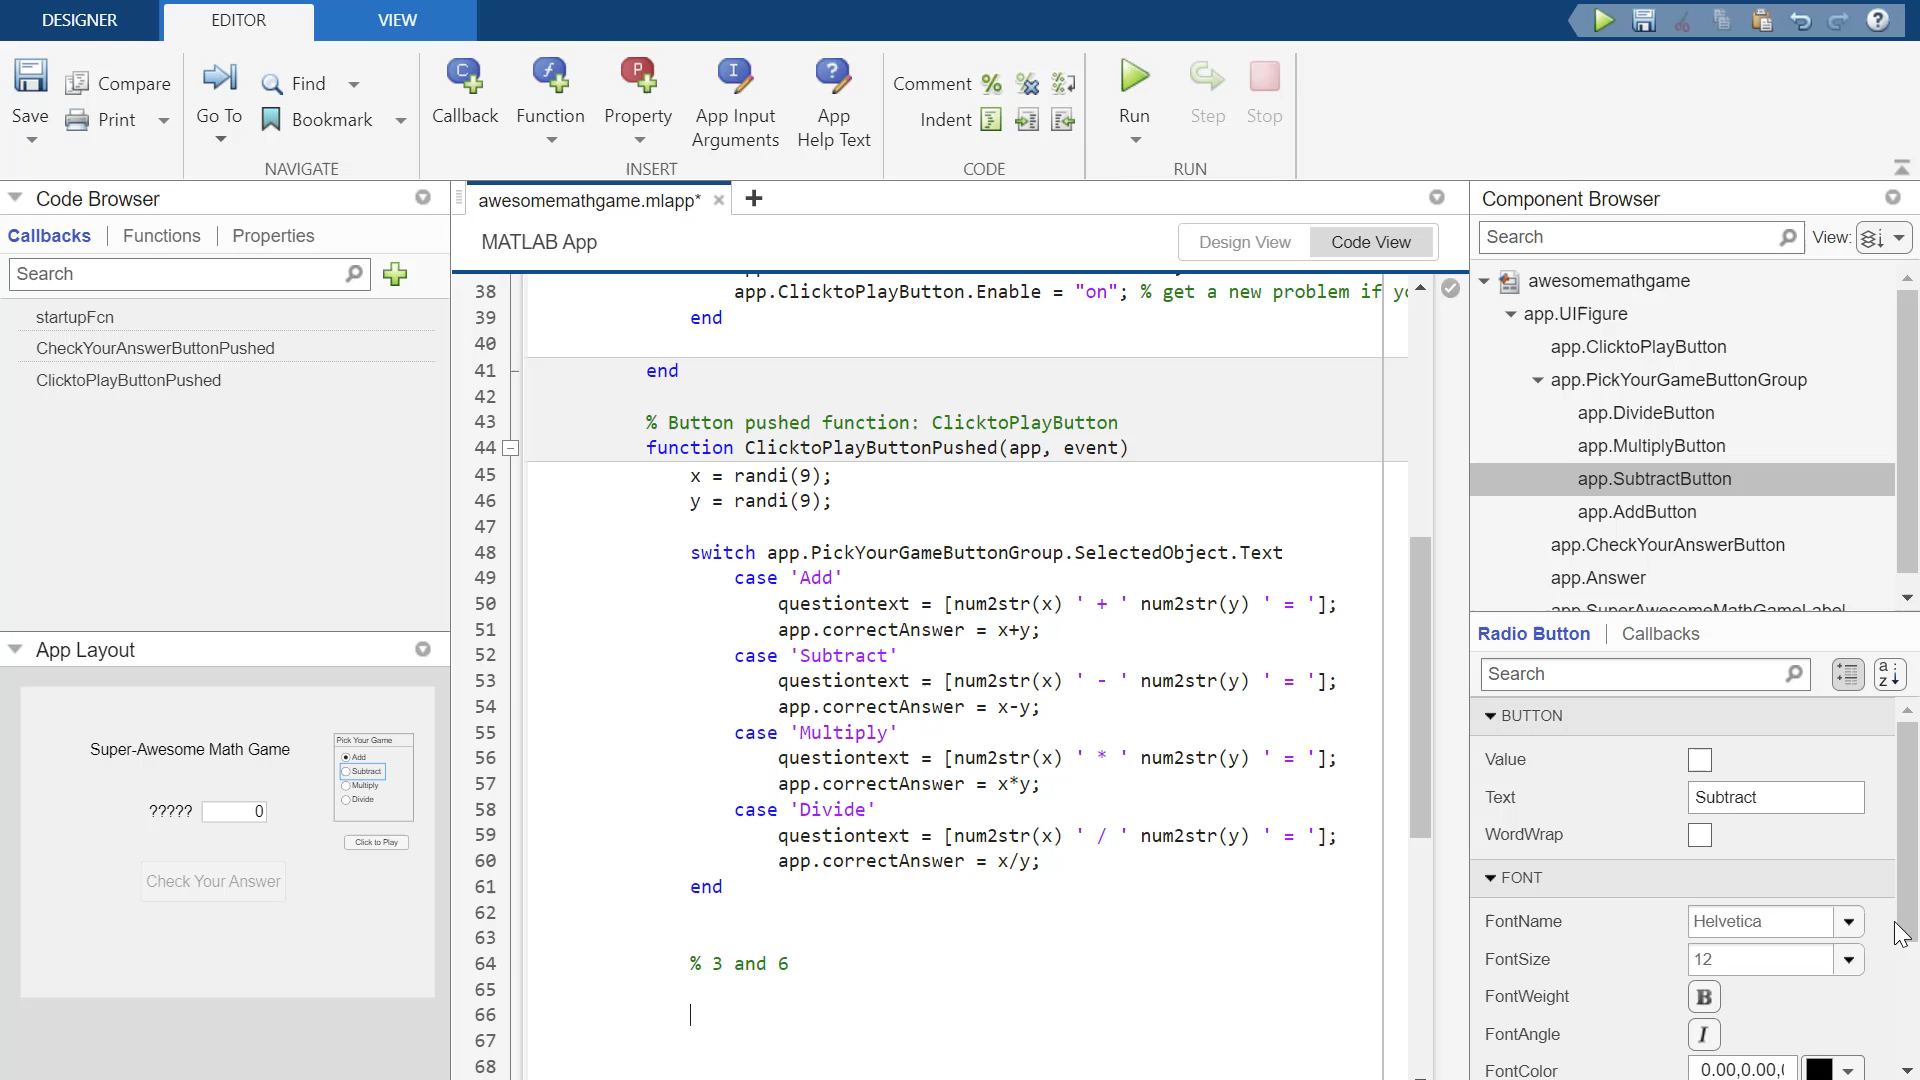 DESIGNER EDITOR VIEW
Save Compare Print
Go To Find Bookmark
NAVIGATE
Callback Function Property App Input Arguments App Help Text
INSERT
Comment
Indent
CODE
Run Step Stop
RUN
Code Browser
Callbacks Functions Properties
Search
startupFcn
CheckYourAnswerButtonPushed
ClicktoPlayButtonPushed
App Layout
Super-Awesome Math Game
Pick Your Game
Add
Subtract
Multiply
Divide
????? 0
Click to Play
Check Your Answer
awesomemathgame.mlapp* × +
MATLAB App Design View Code View
38 app.ClicktoPlayButton.Enable = "on"; % get a new problem if
39 end
40
41 end
42
43 % Button pushed function: ClicktoPlayButton
44 function ClicktoPlayButtonPushed(app, event)
45 x = randi(9);
46 y = randi(9);
47
48 switch app.PickYourGameButtonGroup.SelectedObject.Text
49 case 'Add'
50 questiontext = [num2str(x) ' + ' num2str(y) ' = '];
51 app.correctAnswer = x+y;
52 case 'Subtract'
53 questiontext = [num2str(x) ' - ' num2str(y) ' = '];
54 app.correctAnswer = x-y;
55 case 'Multiply'
56 questiontext = [num2str(x) ' * ' num2str(y) ' = '];
57 app.correctAnswer = x*y;
58 case 'Divide'
59 questiontext = [num2str(x) ' / ' num2str(y) ' = '];
60 app.correctAnswer = x/y;
61 end
62
63
64 % 3 and 6
65
66
67
68
Component Browser
Search View:
awesomemathgame
app.UIFigure
app.ClicktoPlayButton
app.PickYourGameButtonGroup
app.DivideButton
app.MultiplyButton
app.SubtractButton
app.AddButton
app.CheckYourAnswerButton
app.Answer
app.SuperAwesomeMathGameLabel
Radio Button Callbacks
Search
BUTTON
Value
Text Subtract
WordWrap
FONT
FontName Helvetica
FontSize 12
FontWeight B
FontAngle I
FontColor 0.00,0.00,